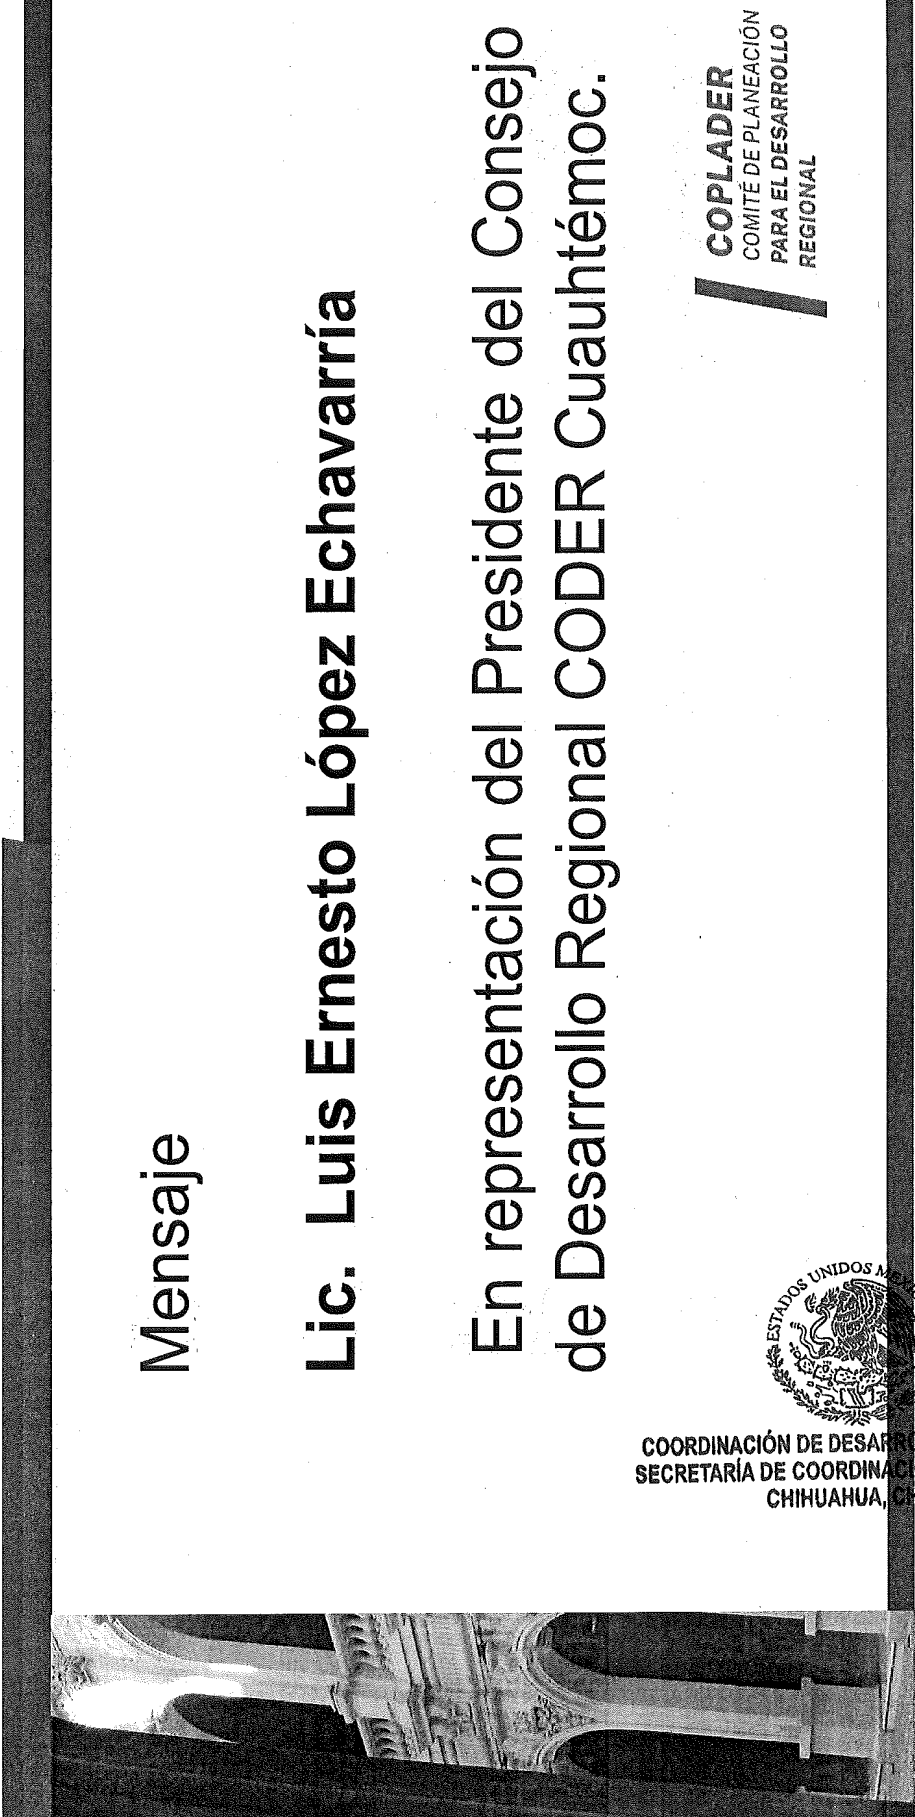 Mensaje
Lic. Luis Ernesto López Echavarría
En representación del Presidente del Consejo
de Desarrollo Regional CODER Cuauhtémoc.
COPLADER
COMITÉ DE PLANEACIÓN
PARA EL DESARROLLO
REGIONAL
ESTADOS UNIDOS
COORDINACIÓN DE
SECRETARÍA DE
CHIHUAHUA,